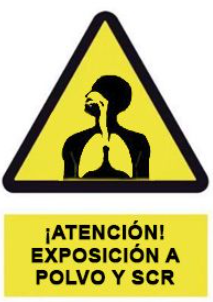 ¡ATENCIÓN!
EXPOSICIÓN A
POLVO Y SCR